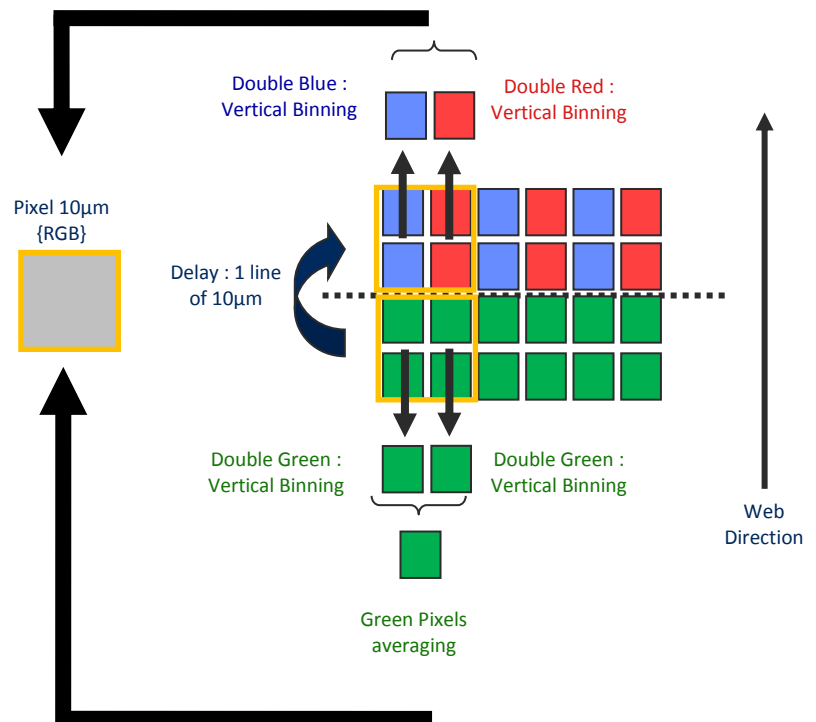 Double Blue :
Vertical Binning
Double Red :
Vertical Binning
Pixel 10µm
{RGB}
Delay : 1 line
of 10µm
Double Green :
Vertical Binning
Double Green :
Vertical Binning
Web
Direction
Green Pixels
averaging